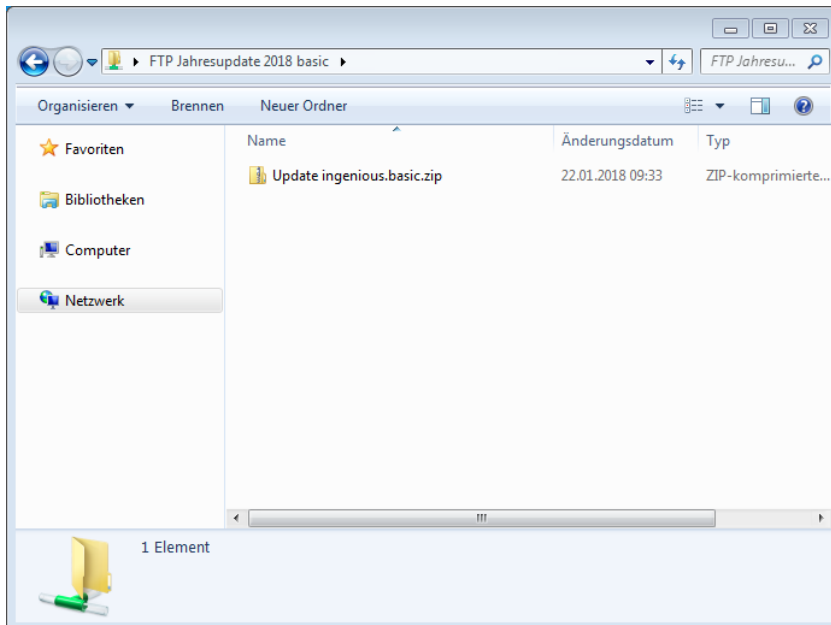 FTP Jahresupdate 2018 basic
FTP Jahresu...
Organisieren Brennen Neuer Ordner
Favoriten
Bibliotheken
Computer
Netzwerk
Name Änderungsdatum Typ
Update ingenious.basic.zip 22.01.2018 09:33 ZIP-komprimierte...
1 Element